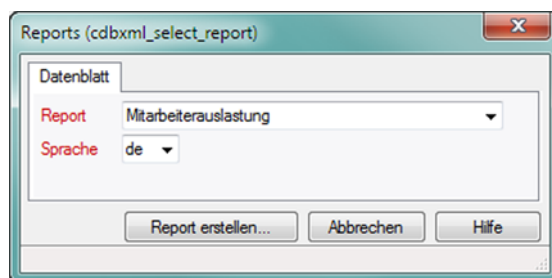 Reports (cdbxml_select_report)
Datenblatt
Report Mitarbeiterauslastung
Sprache de
Report erstellen... Abbrechen Hilfe